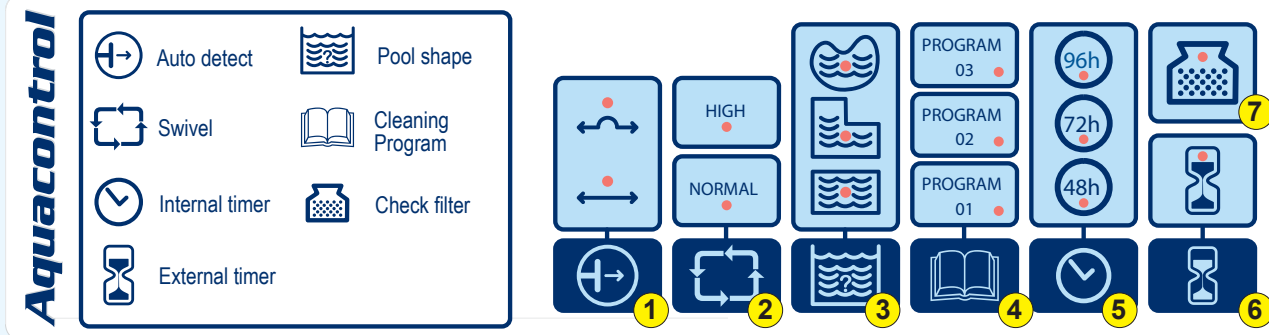 Aquacontrol
Auto detect
Pool shape
?
Swivel
Cleaning
Program
Internal timer
Check filter
External timer
HIGH
NORMAL
PROGRAM
03
PROGRAM
02
PROGRAM
01
96h
72h
48h
?
1
2
3
4
5
6
7